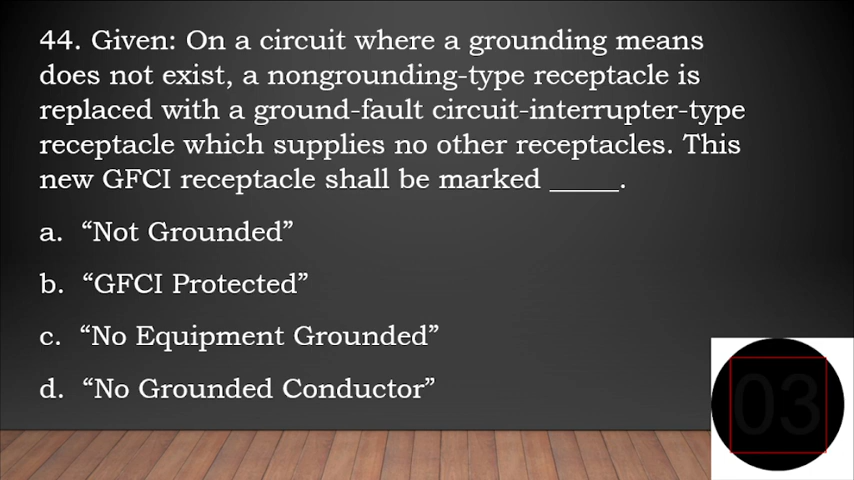 44. Given: On a circuit where a grounding means
does not exist, a nongrounding-type receptacle is
replaced with a ground-fault circuit-interrupter-type
receptacle which supplies no other receptacles. This
new GFCI receptacle shall be marked _____.
a. “Not Grounded”
b. “GFCI Protected”
c. “No Equipment Grounded”
d. “No Grounded Conductor”
03